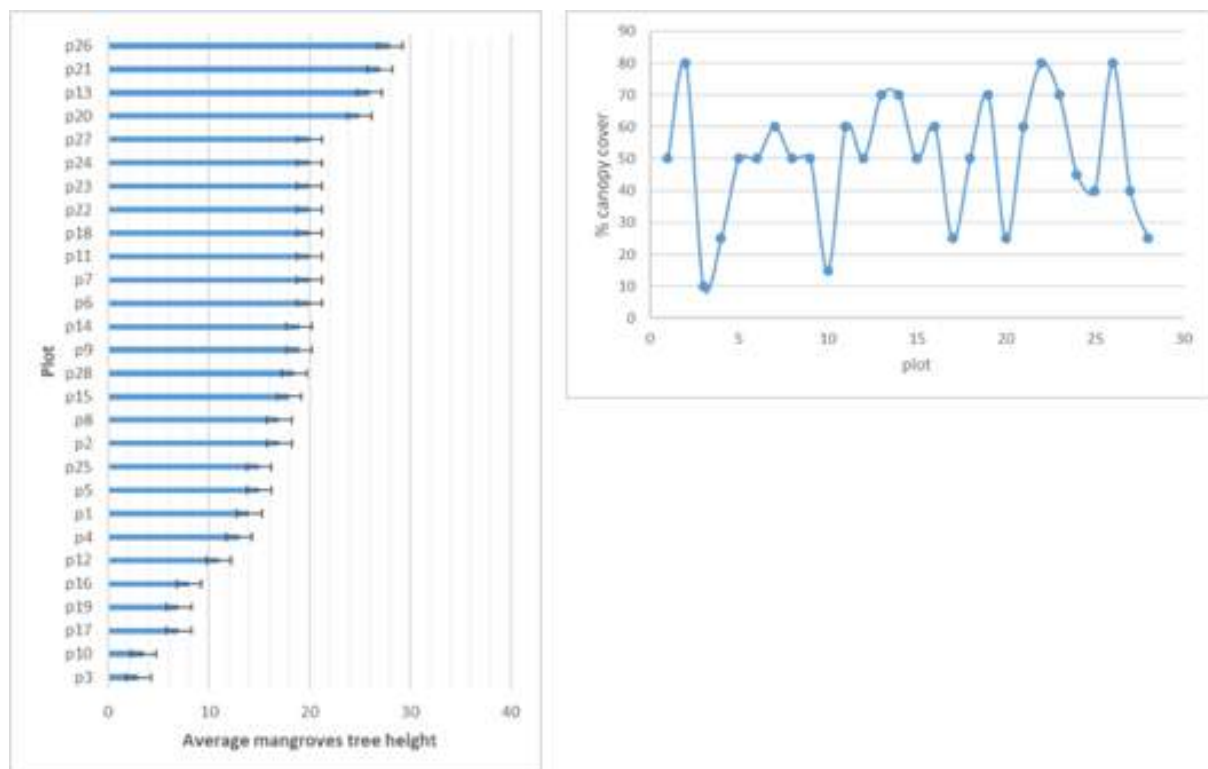 p26
p21
p13
p20
p27
p24
p23
p22
p18
p11
p7
p6
p14
p9
p28
p15
p8
p2
p25
p5
p1
p4
p12
p16
p19
p17
p10
p3
Plot
0 10 20 30 40
Average mangroves tree height
90
80
70
60
50
40
30
20
10
0
% canopy cover
0 5 10 15 20 25 30
plot